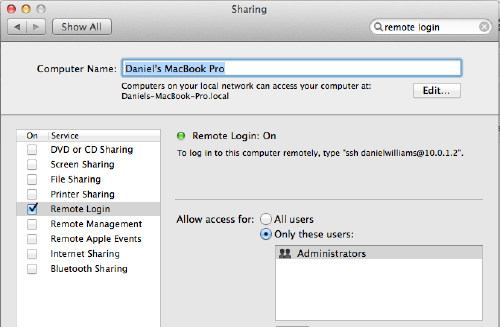 Sharing
Show All
remote login
Computer Name: Daniel's MacBook Pro
Computers on your local network can access your computer at:
Daniels-MacBook-Pro.local
Edit...
On Service
DVD or CD Sharing
Screen Sharing
File Sharing
Printer Sharing
Remote Login
Remote Management
Remote Apple Events
Internet Sharing
Bluetooth Sharing
Remote Login: On
To log in to this computer remotely, type "ssh danielwilliams@10.0.1.2".
Allow access for: All users
Only these users:
Administrators